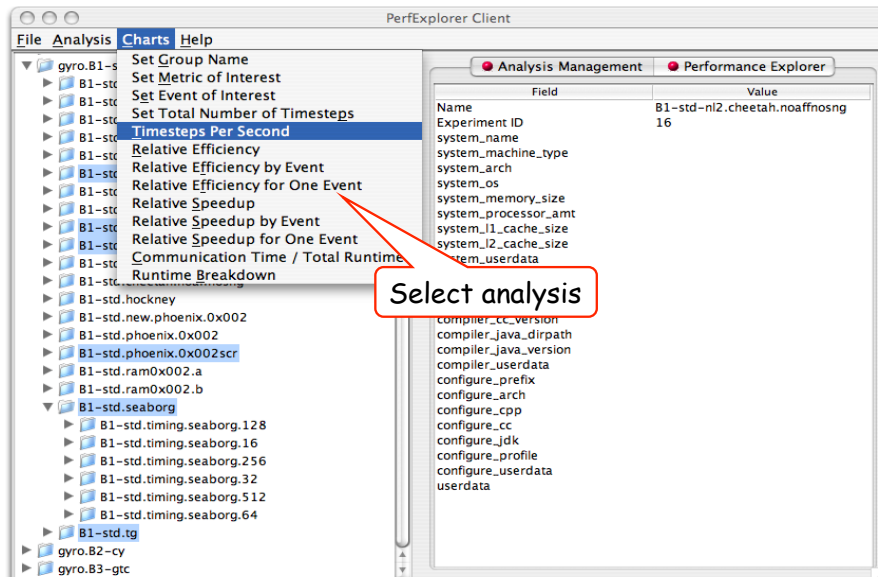 PerfExplorer Client
File Analysis Charts Help
gyro.B1-s
B1-std
B1-std
B1-std
B1-std
B1-std
B1-std
B1-std
B1-std
B1-std
B1-std
B1-std
B1-std.hockney
B1-std.new.phoenix.0x002
B1-std.phoenix.0x002
B1-std.phoenix.0x002scr
B1-std.ram0x002.a
B1-std.ram0x002.b
B1-std.seaborg
B1-std.timing.seaborg.128
B1-std.timing.seaborg.16
B1-std.timing.seaborg.256
B1-std.timing.seaborg.32
B1-std.timing.seaborg.512
B1-std.timing.seaborg.64
B1-std.tg
gyro.B2-cy
gyro.B3-gtc
Set Group Name
Set Metric of Interest
Set Event of Interest
Set Total Number of Timesteps
Timesteps Per Second
Relative Efficiency
Relative Efficiency by Event
Relative Efficiency for One Event
Relative Speedup
Relative Speedup by Event
Relative Speedup for One Event
Communication Time / Total Runtime
Runtime Breakdown
Select analysis
Analysis Management Performance Explorer
Field Value
Name B1-std-nl2.cheetah.noaffnosng
Experiment ID 16
system_name
system_machine_type
system_arch
system_os
system_memory_size
system_processor_amt
system_l1_cache_size
system_l2_cache_size
system_userdata
compiler_cc_version
compiler_java_dirpath
compiler_java_version
compiler_userdata
configure_prefix
configure_arch
configure_cpp
configure_cc
configure_jdk
configure_profile
configure_userdata
userdata